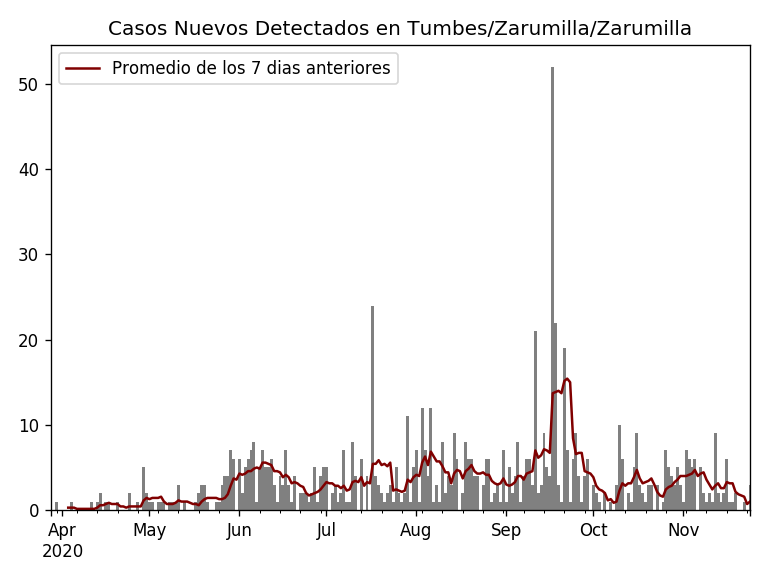 Casos Nuevos Detectados en Tumbes/Zarumilla/Zarumilla
Promedio de los 7 dias anteriores
50
40
30
20
10
0
Apr May Jun Jul Aug Sep Oct Nov
2020